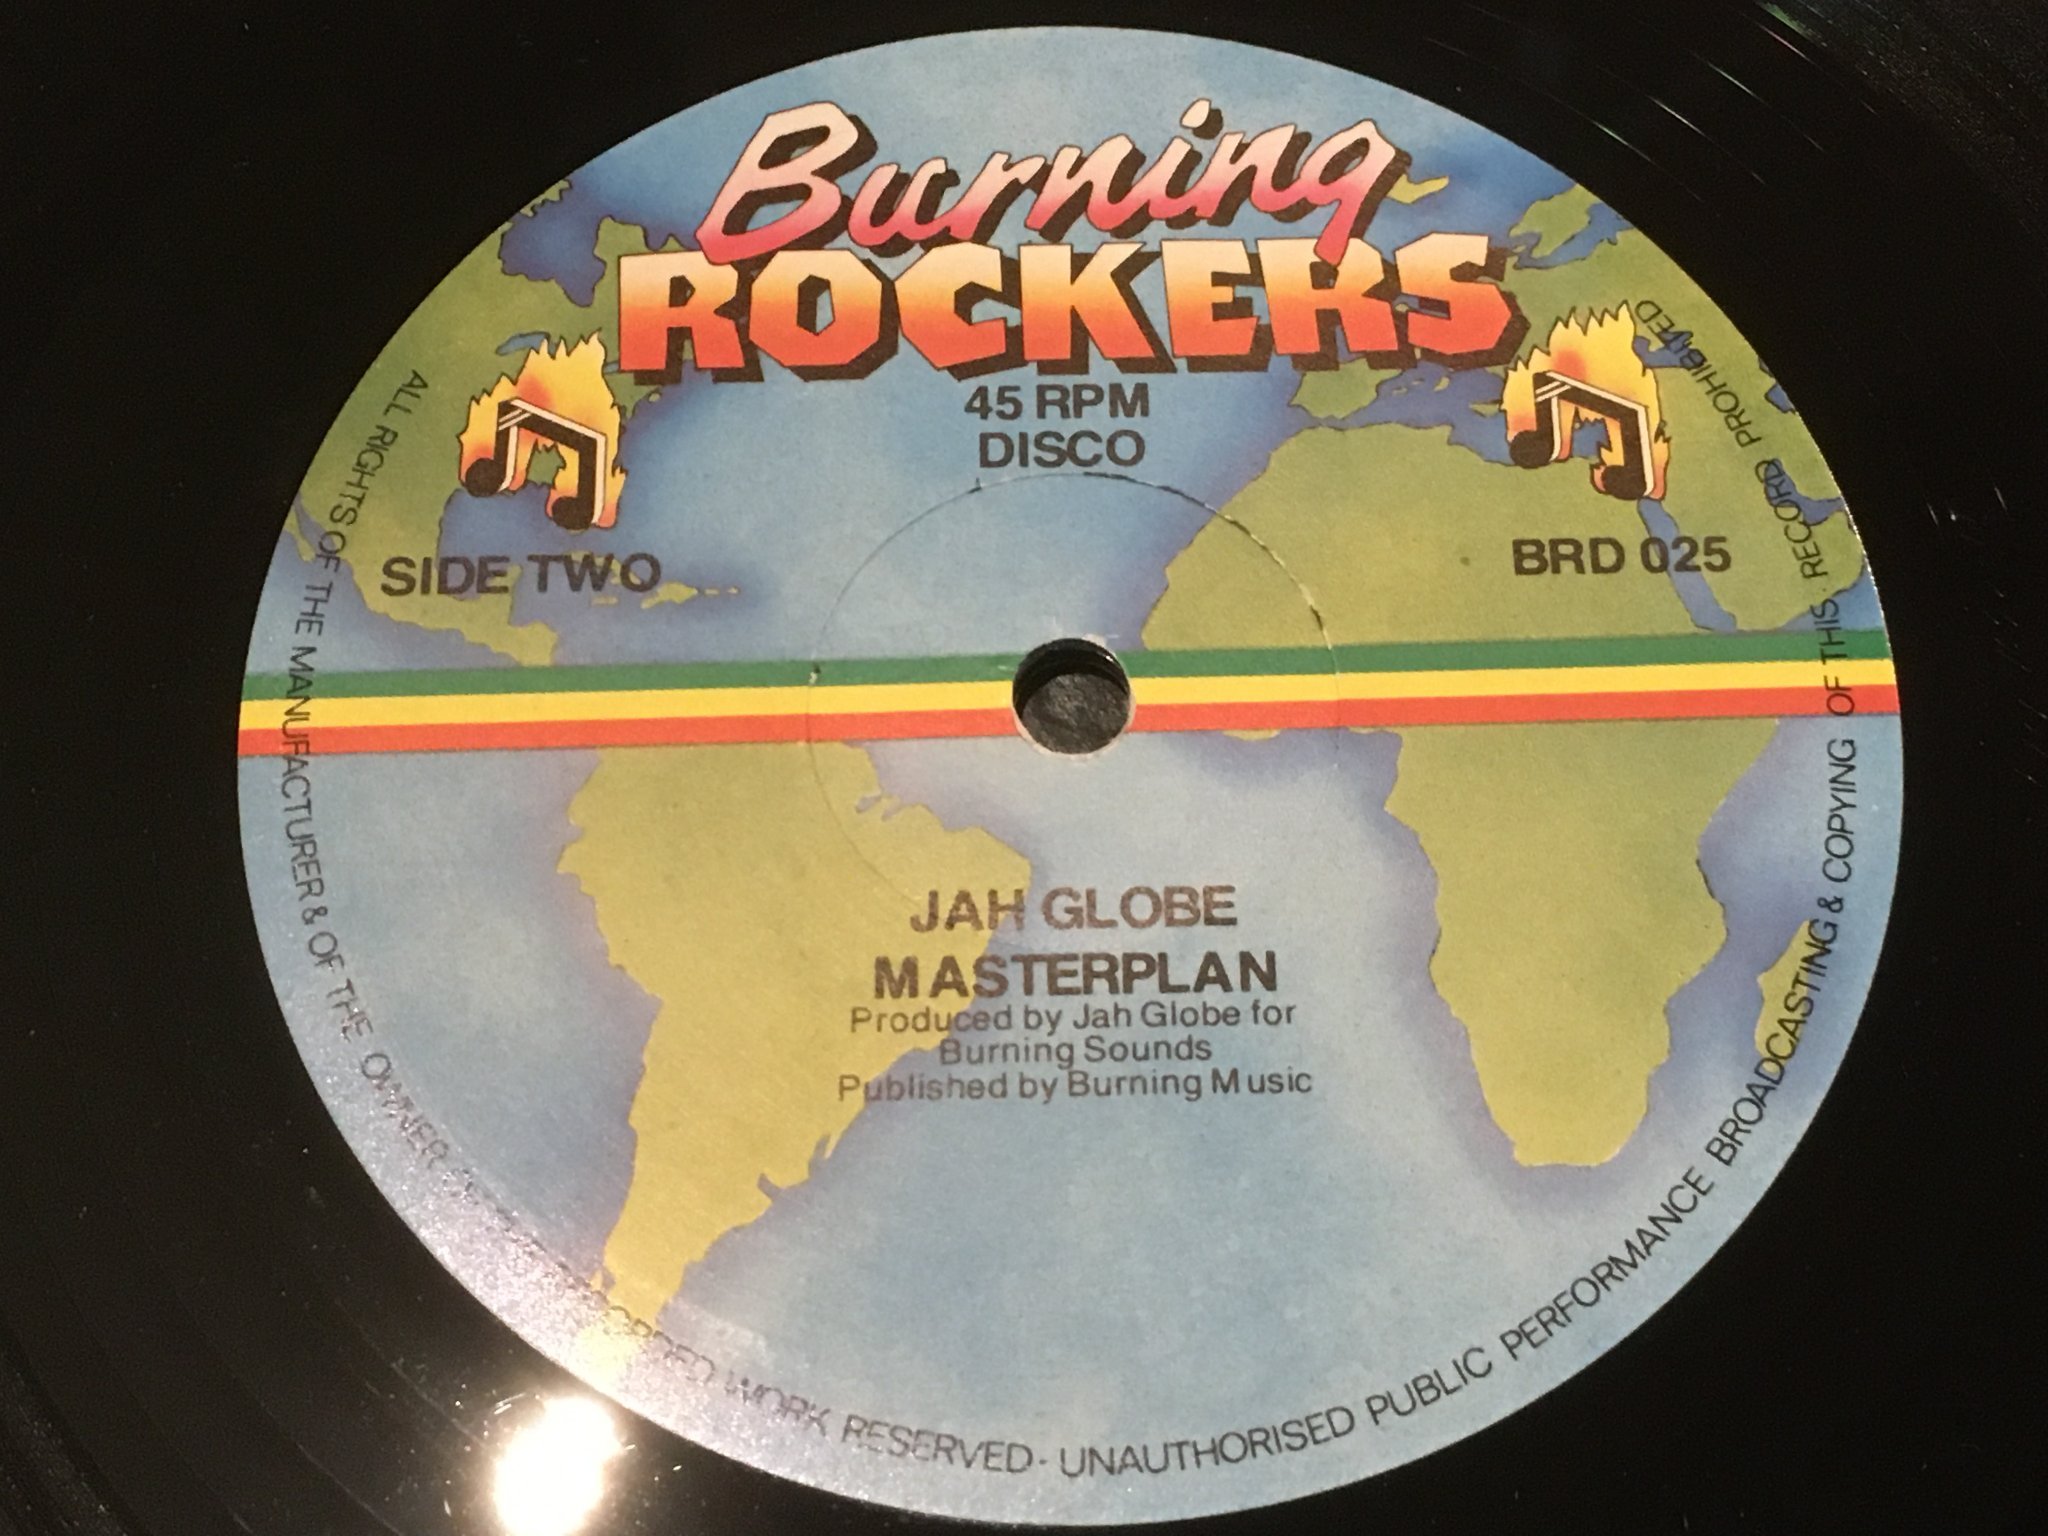 Burning
ROCKERS
45 RPM
DISCO
SIDE TWO
BRD 025
JAH GLOBE
MASTERPLAN
Produced by Jah Globe for
Burning Sounds
Published by Burning Music
ALL RIGHTS OF THE MANUFACTURER & OF THE OWNER WORK RESERVED · UNAUTHORISED PUBLIC PERFORMANCE BROADCASTING & COPYING OF THIS RECORD PROHIBITED